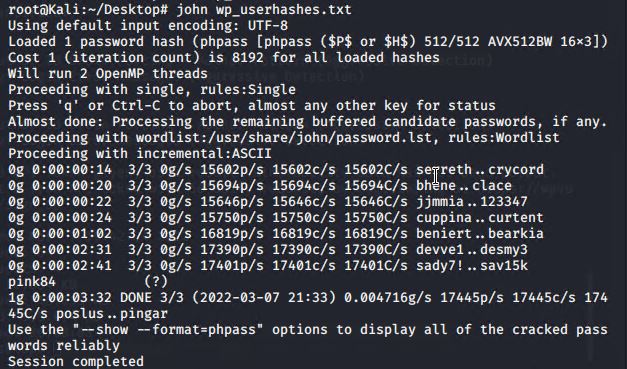 root@Kali:~/Desktop# john wp_userhashes.txt
Using default input encoding: UTF-8
Loaded 1 password hash (phpass [phpass ($P$ or $H$) 512/512 AVX512BW 16×3])
Cost 1 (iteration count) is 8192 for all loaded hashes
Will run 2 OpenMP threads
Proceeding with single, rules:Single
Press 'q' or Ctrl-C to abort, almost any other key for status
Almost done: Processing the remaining buffered candidate passwords, if any.
Proceeding with wordlist:/usr/share/john/password.lst, rules:Wordlist
Proceeding with incremental:ASCII
0g 0:00:00:14  3/3 0g/s 15602p/s 15602c/s 15602C/s seereth..crycord
0g 0:00:00:20  3/3 0g/s 15694p/s 15694c/s 15694C/s bhene..clace
0g 0:00:00:22  3/3 0g/s 15646p/s 15646c/s 15646C/s jjmmia..123347
0g 0:00:00:24  3/3 0g/s 15750p/s 15750c/s 15750C/s cuppina..curtent
0g 0:00:01:02  3/3 0g/s 16819p/s 16819c/s 16819C/s beniert..bearkia
0g 0:00:02:31  3/3 0g/s 17390p/s 17390c/s 17390C/s devve1..desmy3
0g 0:00:02:41  3/3 0g/s 17401p/s 17401c/s 17401C/s sady7!..sav15k
pink84           (?)
1g 0:00:03:32 DONE 3/3 (2022-03-07 21:33) 0.004716g/s 17445p/s 17445c/s 174
45C/s poslus..pingar
Use the "--show --format=phpass" options to display all of the cracked pass
words reliably
Session completed